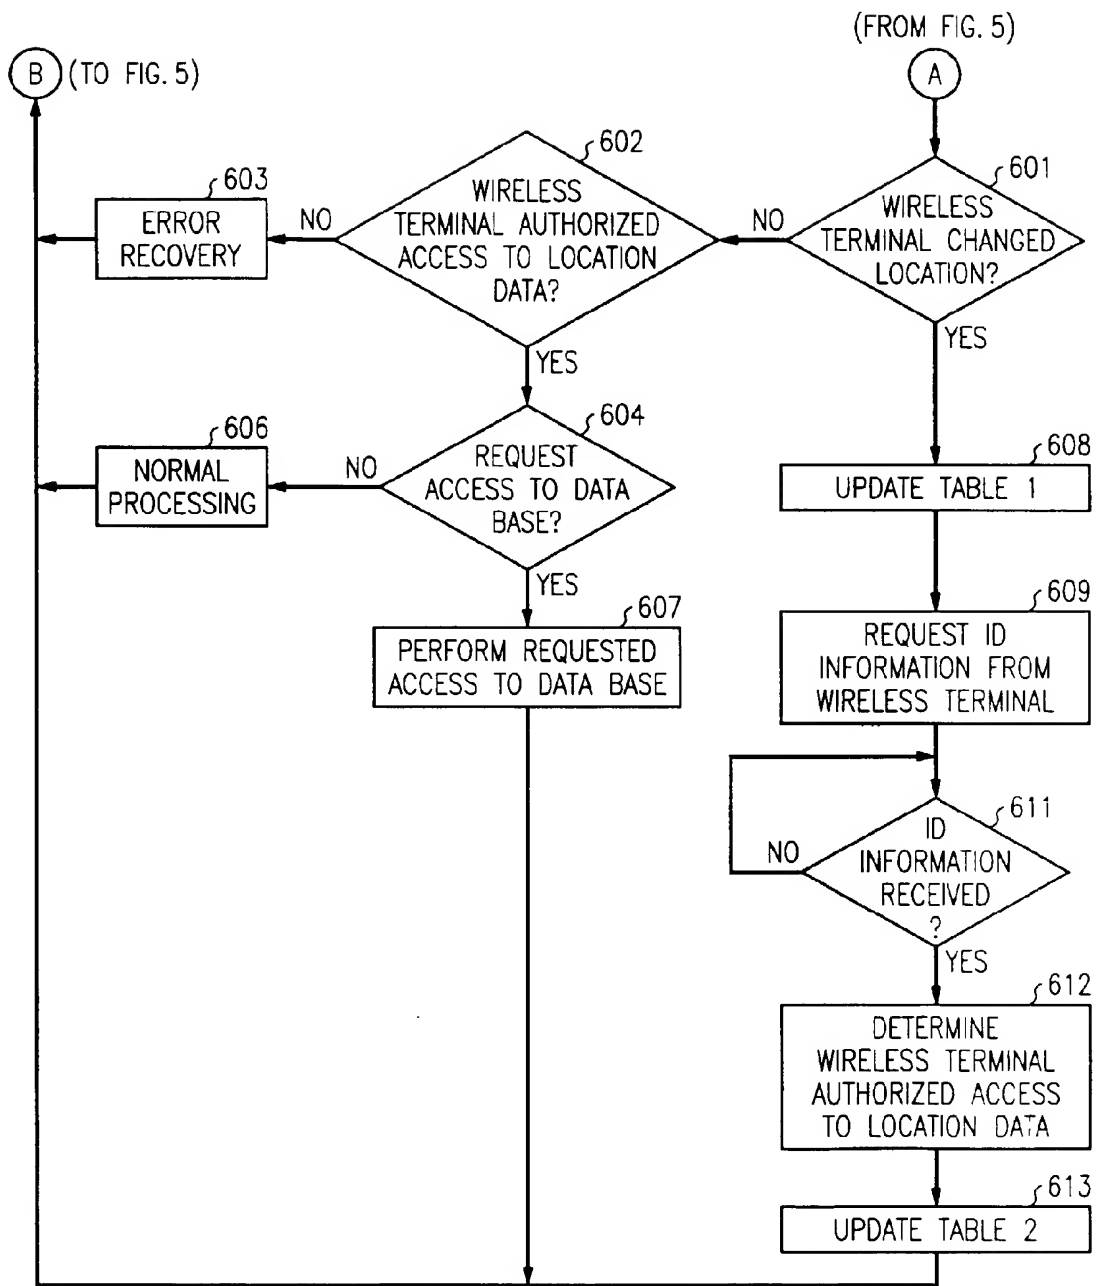 (FROM FIG. 5)
B
(TO FIG. 5)
A
602
601
603
WIRELESS
TERMINAL AUTHORIZED
ACCESS TO LOCATION
DATA?
WIRELESS
TERMINAL CHANGED
LOCATION?
ERROR
RECOVERY
NO
NO
YES
YES
606
604
NORMAL
PROCESSING
NO
REQUEST
ACCESS TO DATA
BASE?
608
UPDATE TABLE 1
YES
607
PERFORM REQUESTED
ACCESS TO DATA BASE
609
REQUEST ID
INFORMATION FROM
WIRELESS TERMINAL
611
ID
INFORMATION
RECEIVED
?
NO
YES
612
DETERMINE
WIRELESS TERMINAL
AUTHORIZED ACCESS
TO LOCATION DATA
613
UPDATE TABLE 2